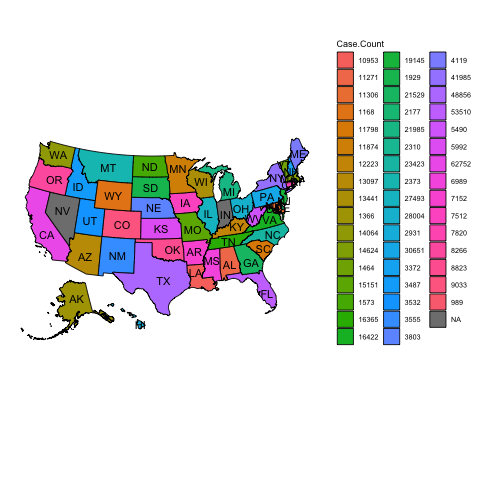 Case.Count
10953 19145 4119
11271 1929 41985
11306 21529 48856
1168 2177 53510
11798 21985 5490
11874 2310 5992
12223 23423 62752
13097 2373 6989
13441 27493 7152
1366 28004 7512
14064 2931 7820
14624 30651 8266
1464 3372 8823
15151 3487 9033
1573 3532 989
16365 3555 NA
16422 3803
WA
MT
ND
MN
ME
OR
ID
SD
WI
MI
NY
WY
IA
PA
NE
IL
IN
OH
NV
UT
CO
KS
MO
KY
WV
VA
CA
AZ
NM
OK
AR
TN
NC
SC
MS
AL
GA
LA
TX
FL
AK
HI